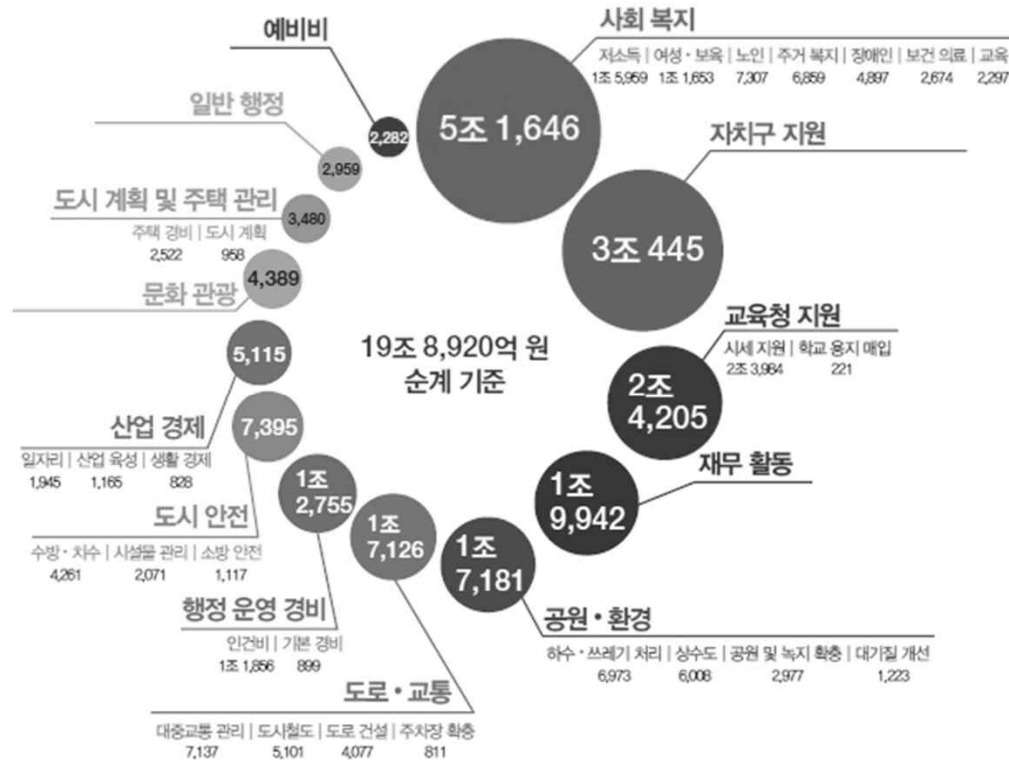 사회 복지
저소득 | 여성·보육 | 노인 | 주거 복지 | 장애인 | 보건 의료 | 교육
1조 5,959 1조 1,653 7,307 6,859 4,897 2,674 2,297
5조 1,646
자치구 지원
3조 445
교육청 지원
시세 지원 | 학교 용지 매입
2조 3,984 221
2조
4,205
재무 활동
1조
9,942
공원·환경
하수·쓰레기 처리 | 상수도 | 공원 및 녹지 확충 | 대기질 개선
6,973 6,008 2,977 1,223
1조
7,181
도로·교통
대중교통 관리 | 도시철도 | 도로 건설 | 주차장 확충
7,137 5,101 4,077 811
1조
7,126
행정 운영 경비
인건비 | 기본 경비
1조 1,856 899
1조
2,755
도시 안전
수방·치수 | 시설물 관리 | 소방 안전
4,261 2,071 1,117
7,395
산업 경제
일자리 | 산업 육성 | 생활 경제
1,945 1,165 828
5,115
문화 관광
4,389
도시 계획 및 주택 관리
주택 경비 | 도시 계획
2,522 958
3,480
일반 행정
2,959
예비비
2,282
19조 8,920억 원
순계 기준